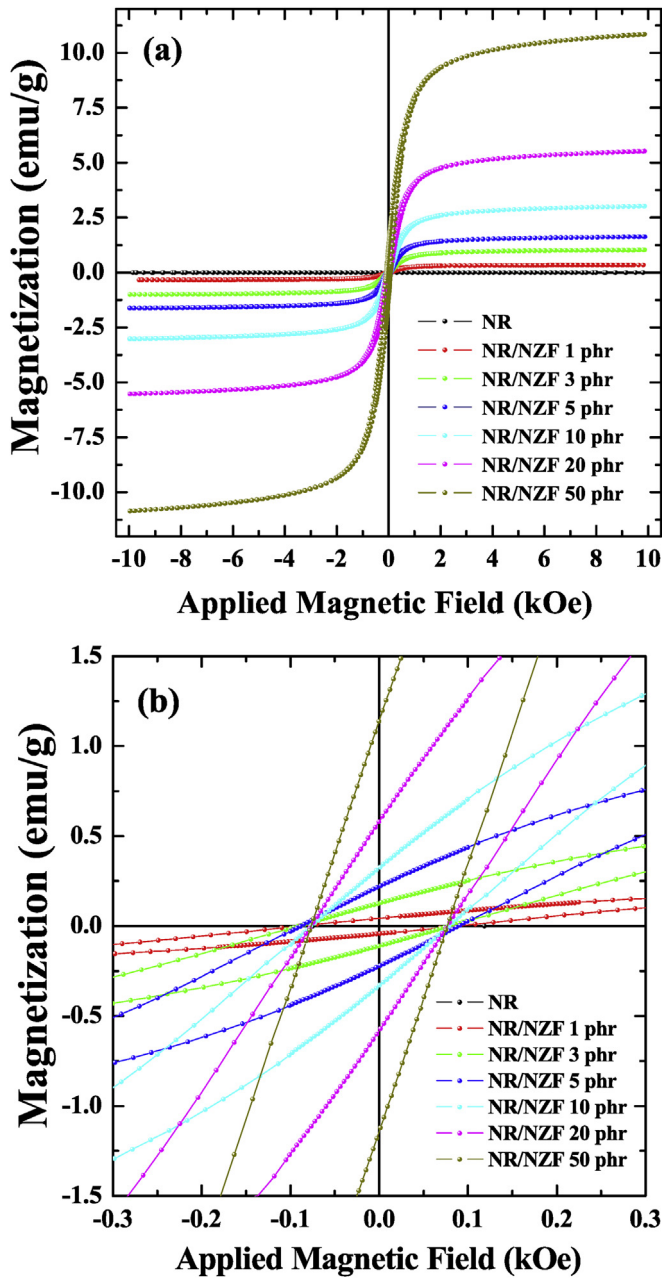 (a)
Magnetization (emu/g)
10.0
7.5
5.0
2.5
0.0
-2.5
-5.0
-7.5
-10.0
NR
NR/NZF 1 phr
NR/NZF 3 phr
NR/NZF 5 phr
NR/NZF 10 phr
NR/NZF 20 phr
NR/NZF 50 phr
-10 -8 -6 -4 -2 0 2 4 6 8 10
Applied Magnetic Field (kOe)
(b)
Magnetization (emu/g)
1.5
1.0
0.5
0.0
-0.5
-1.0
-1.5
NR
NR/NZF 1 phr
NR/NZF 3 phr
NR/NZF 5 phr
NR/NZF 10 phr
NR/NZF 20 phr
NR/NZF 50 phr
-0.3 -0.2 -0.1 0.0 0.1 0.2 0.3
Applied Magnetic Field (kOe)